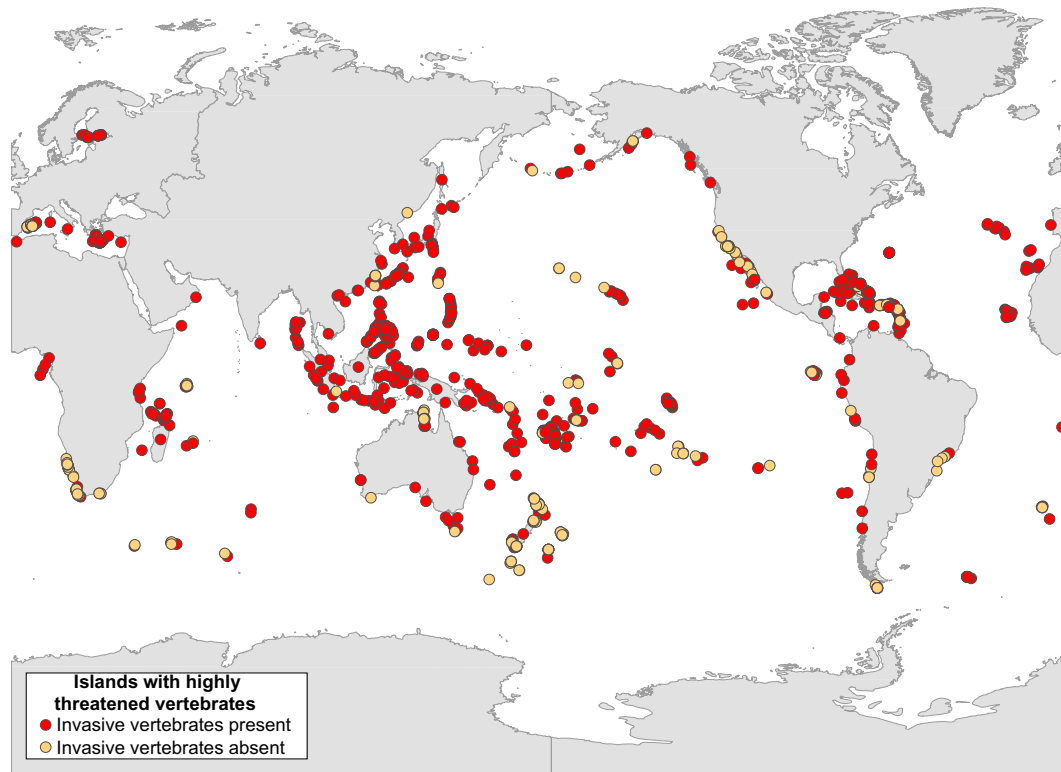 Islands with highly
threatened vertebrates
Invasive vertebrates present
Invasive vertebrates absent